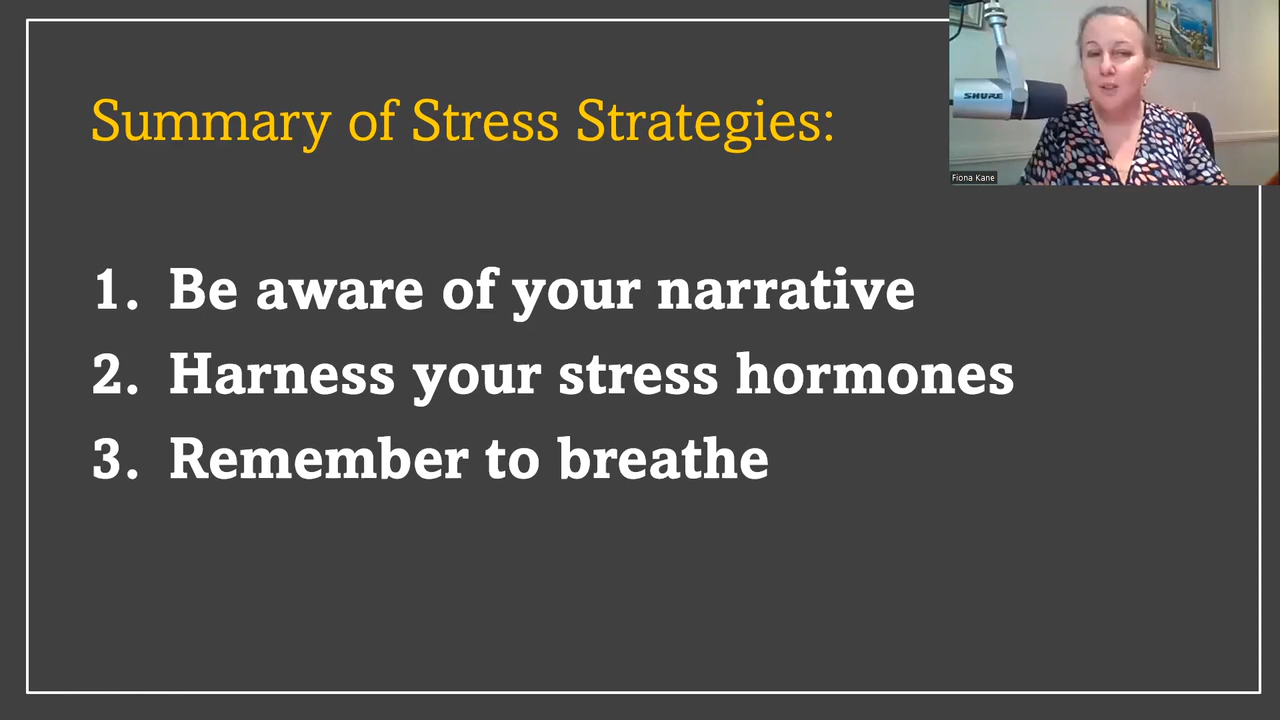 Summary of Stress Strategies:
SHURE
Fiona Kane
1. Be aware of your narrative
2. Harness your stress hormones
3. Remember to breathe